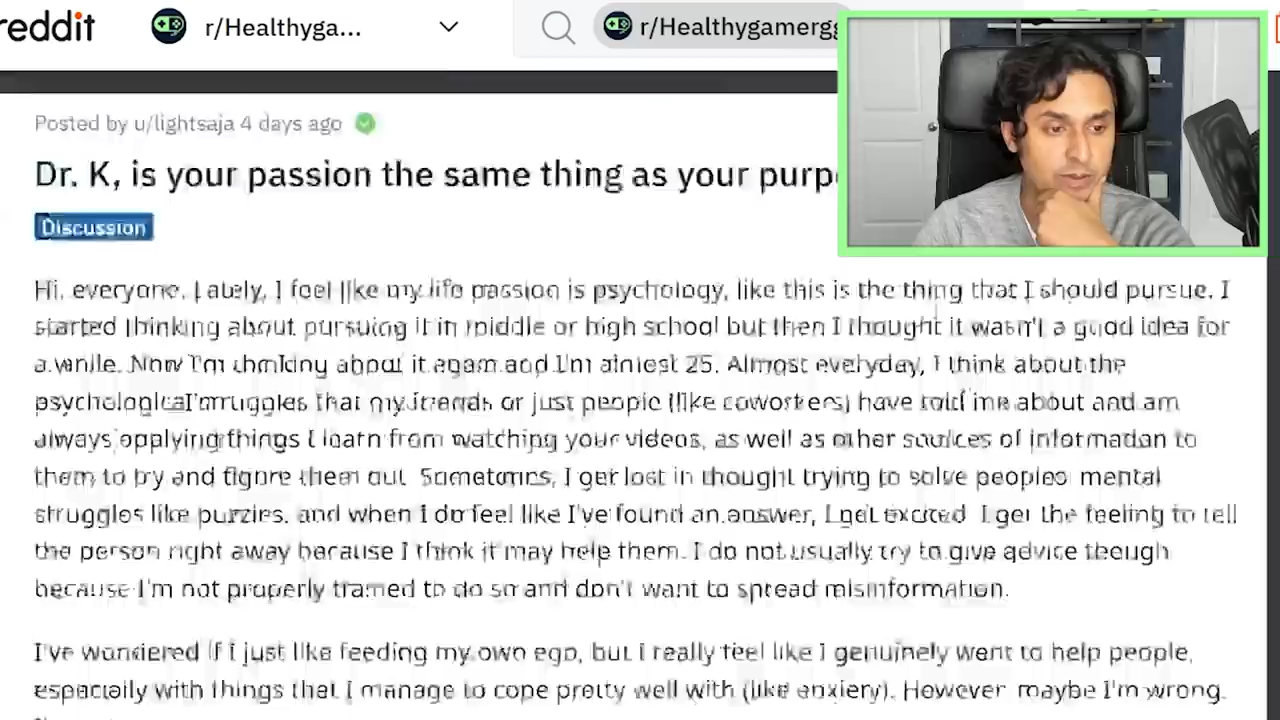 reddit r/Healthyga... r/Healthygamergg
Posted by u/lightsaja 4 days ago
Dr. K, is your passion the same thing as your purp
Discussion
Hi, everyone. Lately, I feel like my life passion is psychology, like this is the thing that I should pursue. I
started thinking about pursuing it in middle or high school but then I thought it wasn't a good idea for
a while. Now I'm thinking about it again and I'm almost 25. Almost everyday, I think about the
psychological struggles that my friends or just people (like coworkers) have told me about and am
always applying things I learn from watching your videos, as well as other sources of information to
them to try and figure them out. Sometimes, I get lost in thought trying to solve peoples mental
struggles like puzzles, and when I do feel like I've found an answer, I get excited. I get the feeling to tell
the person right away because I think it may help them. I do not usually try to give advice though
because I'm not properly trained to do so and don't want to spread misinformation.
I've wondered if I just like feeding my own ego, but I really feel like I genuinely want to help people,
especially with things that I manage to cope pretty well with (like anxiety). However maybe I'm wrong.